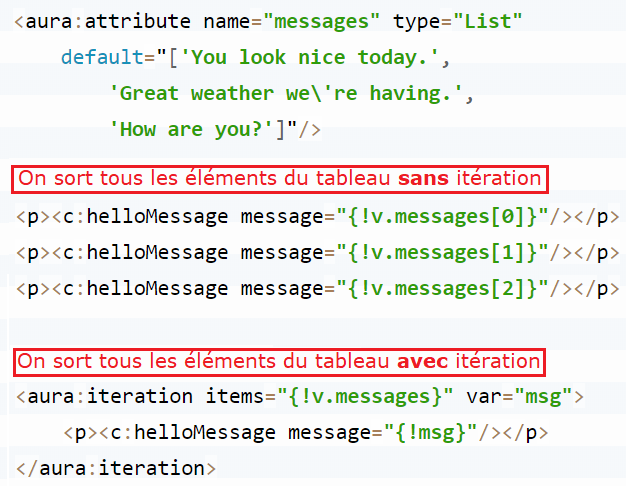 <aura:attribute name="messages" type="List"
default="['You look nice today.',
'Great weather we\'re having.',
'How are you?']"/>
On sort tous les éléments du tableau sans itération
<p><c:helloMessage message="{!v.messages[0]}"/></p>
<p><c:helloMessage message="{!v.messages[1]}"/></p>
<p><c:helloMessage message="{!v.messages[2]}"/></p>
On sort tous les éléments du tableau avec itération
<aura:iteration items="{!v.messages}" var="msg">
<p><c:helloMessage message="{!msg}"/></p>
</aura:iteration>